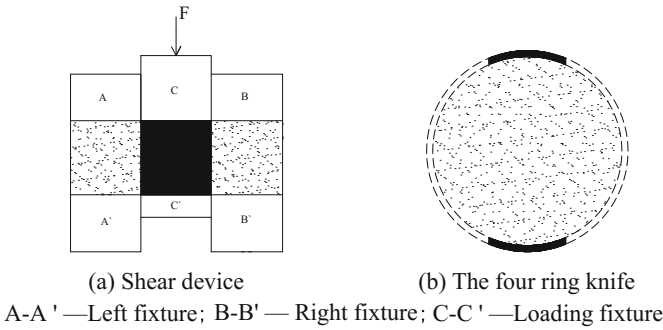 F
A
C
B
A`
C`
B`
(a) Shear device
(b) The four ring knife
A-A ' —Left fixture; B-B' — Right fixture; C-C ' —Loading fixture